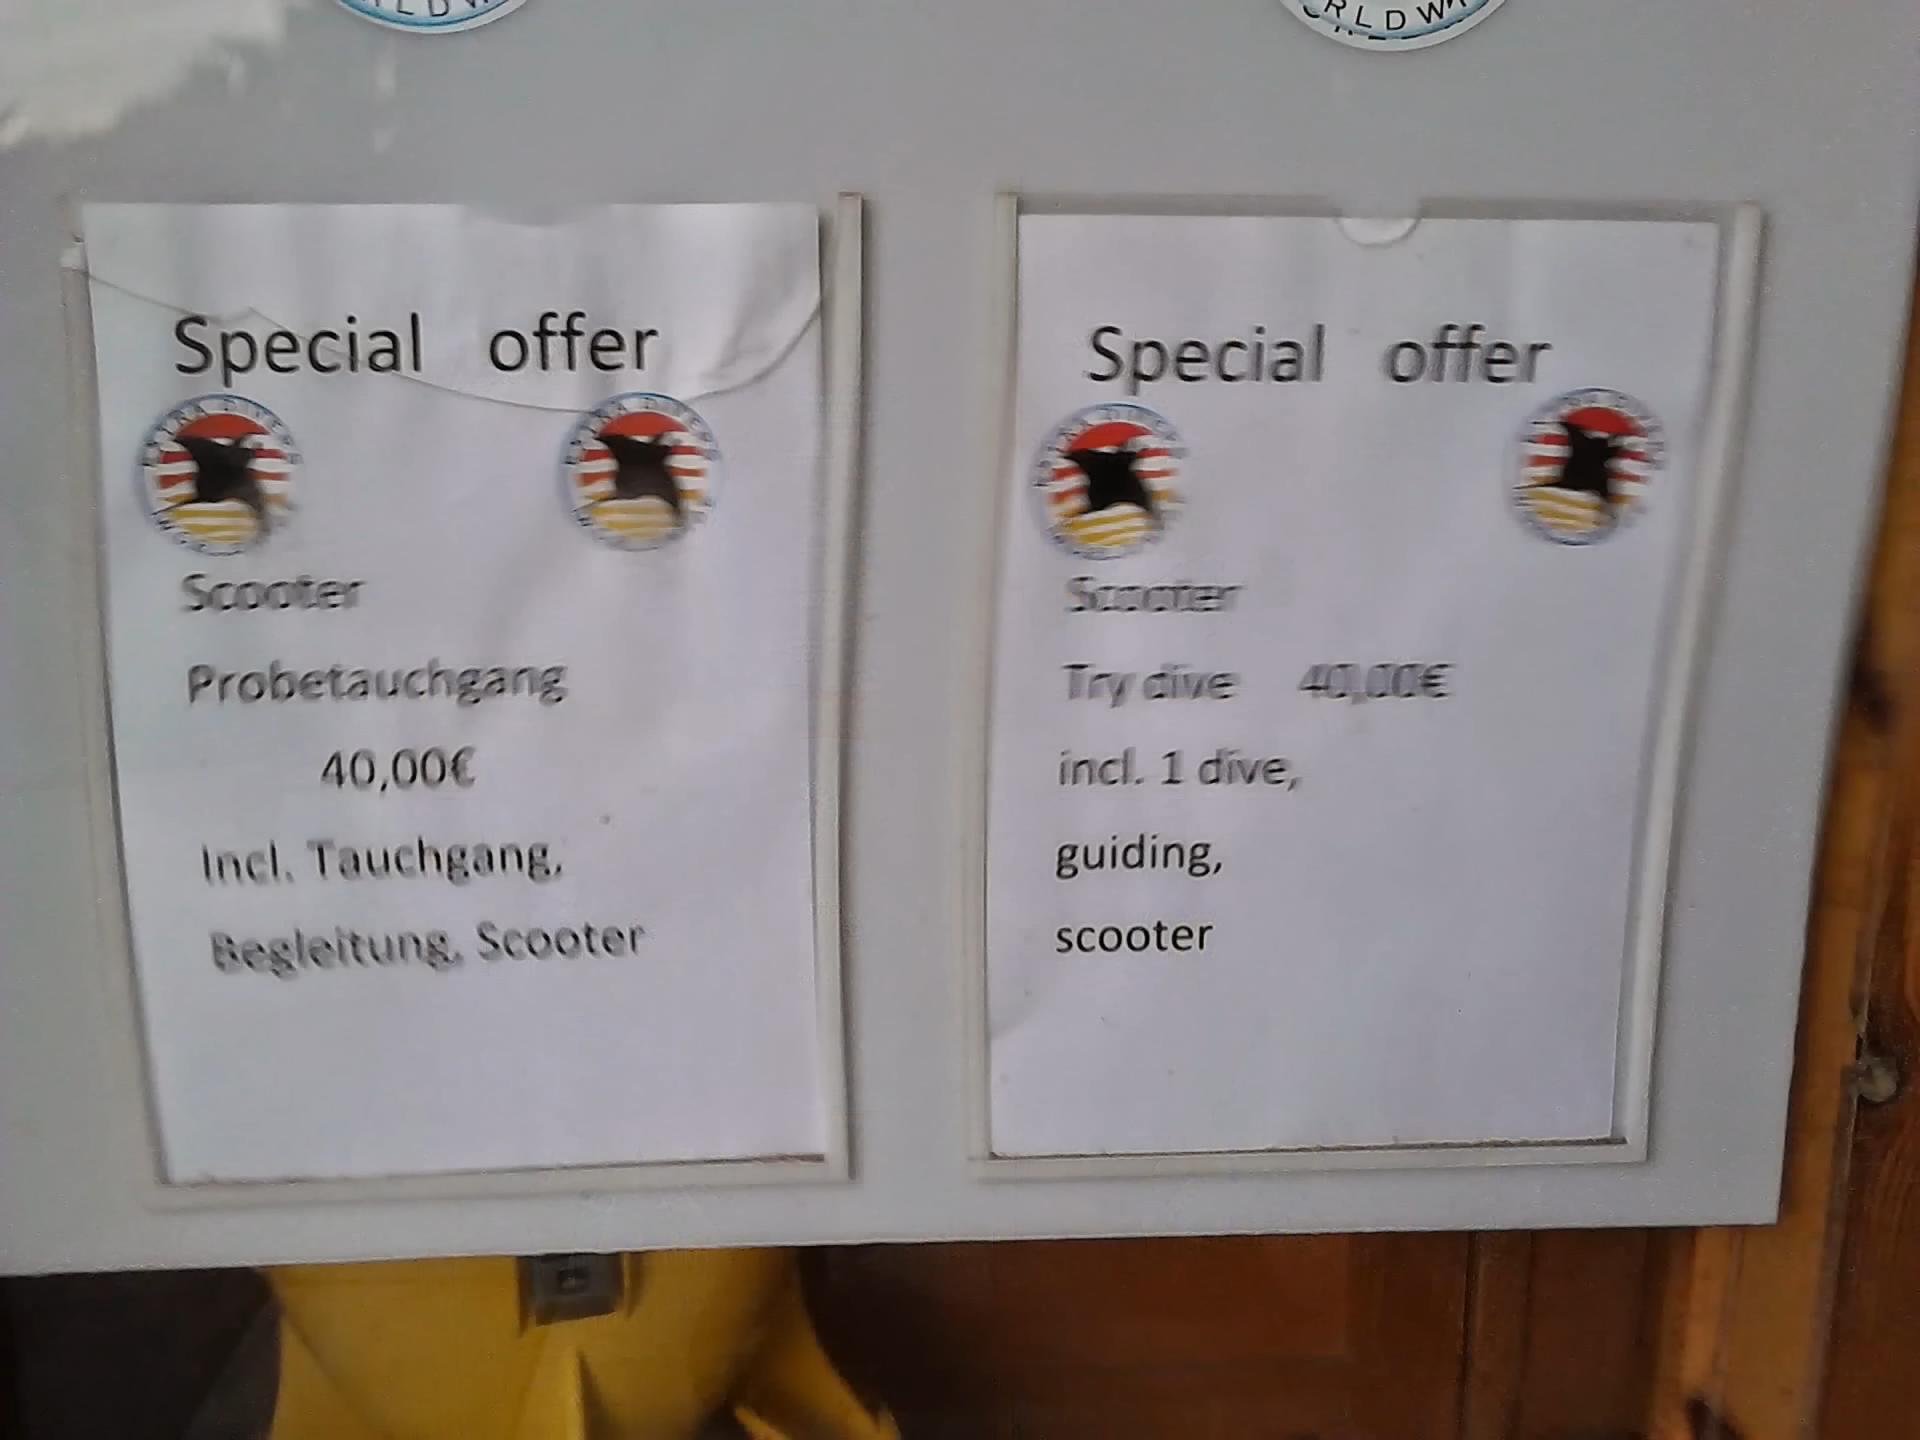 Special offer
Scooter
Probetauchgang
40,00€
Incl. Tauchgang,
Begleitung, Scooter
Special offer
Scooter
Try dive 40,00€
incl. 1 dive,
guiding,
scooter